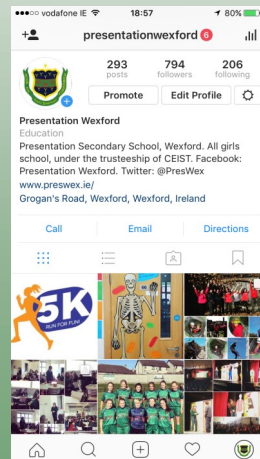 vodafone IE 18:57 80%
presentationwexford 6
293 794 206
posts followers following
Promote Edit Profile
Presentation Wexford
Education
Presentation Secondary School, Wexford. All girls
school, under the trusteeship of CEIST. Facebook:
Presentation Wexford. Twitter: @PresWex
www.preswex.ie/
Grogan's Road, Wexford, Wexford, Ireland
Call Email Directions
5K
RUN FOR FUN!